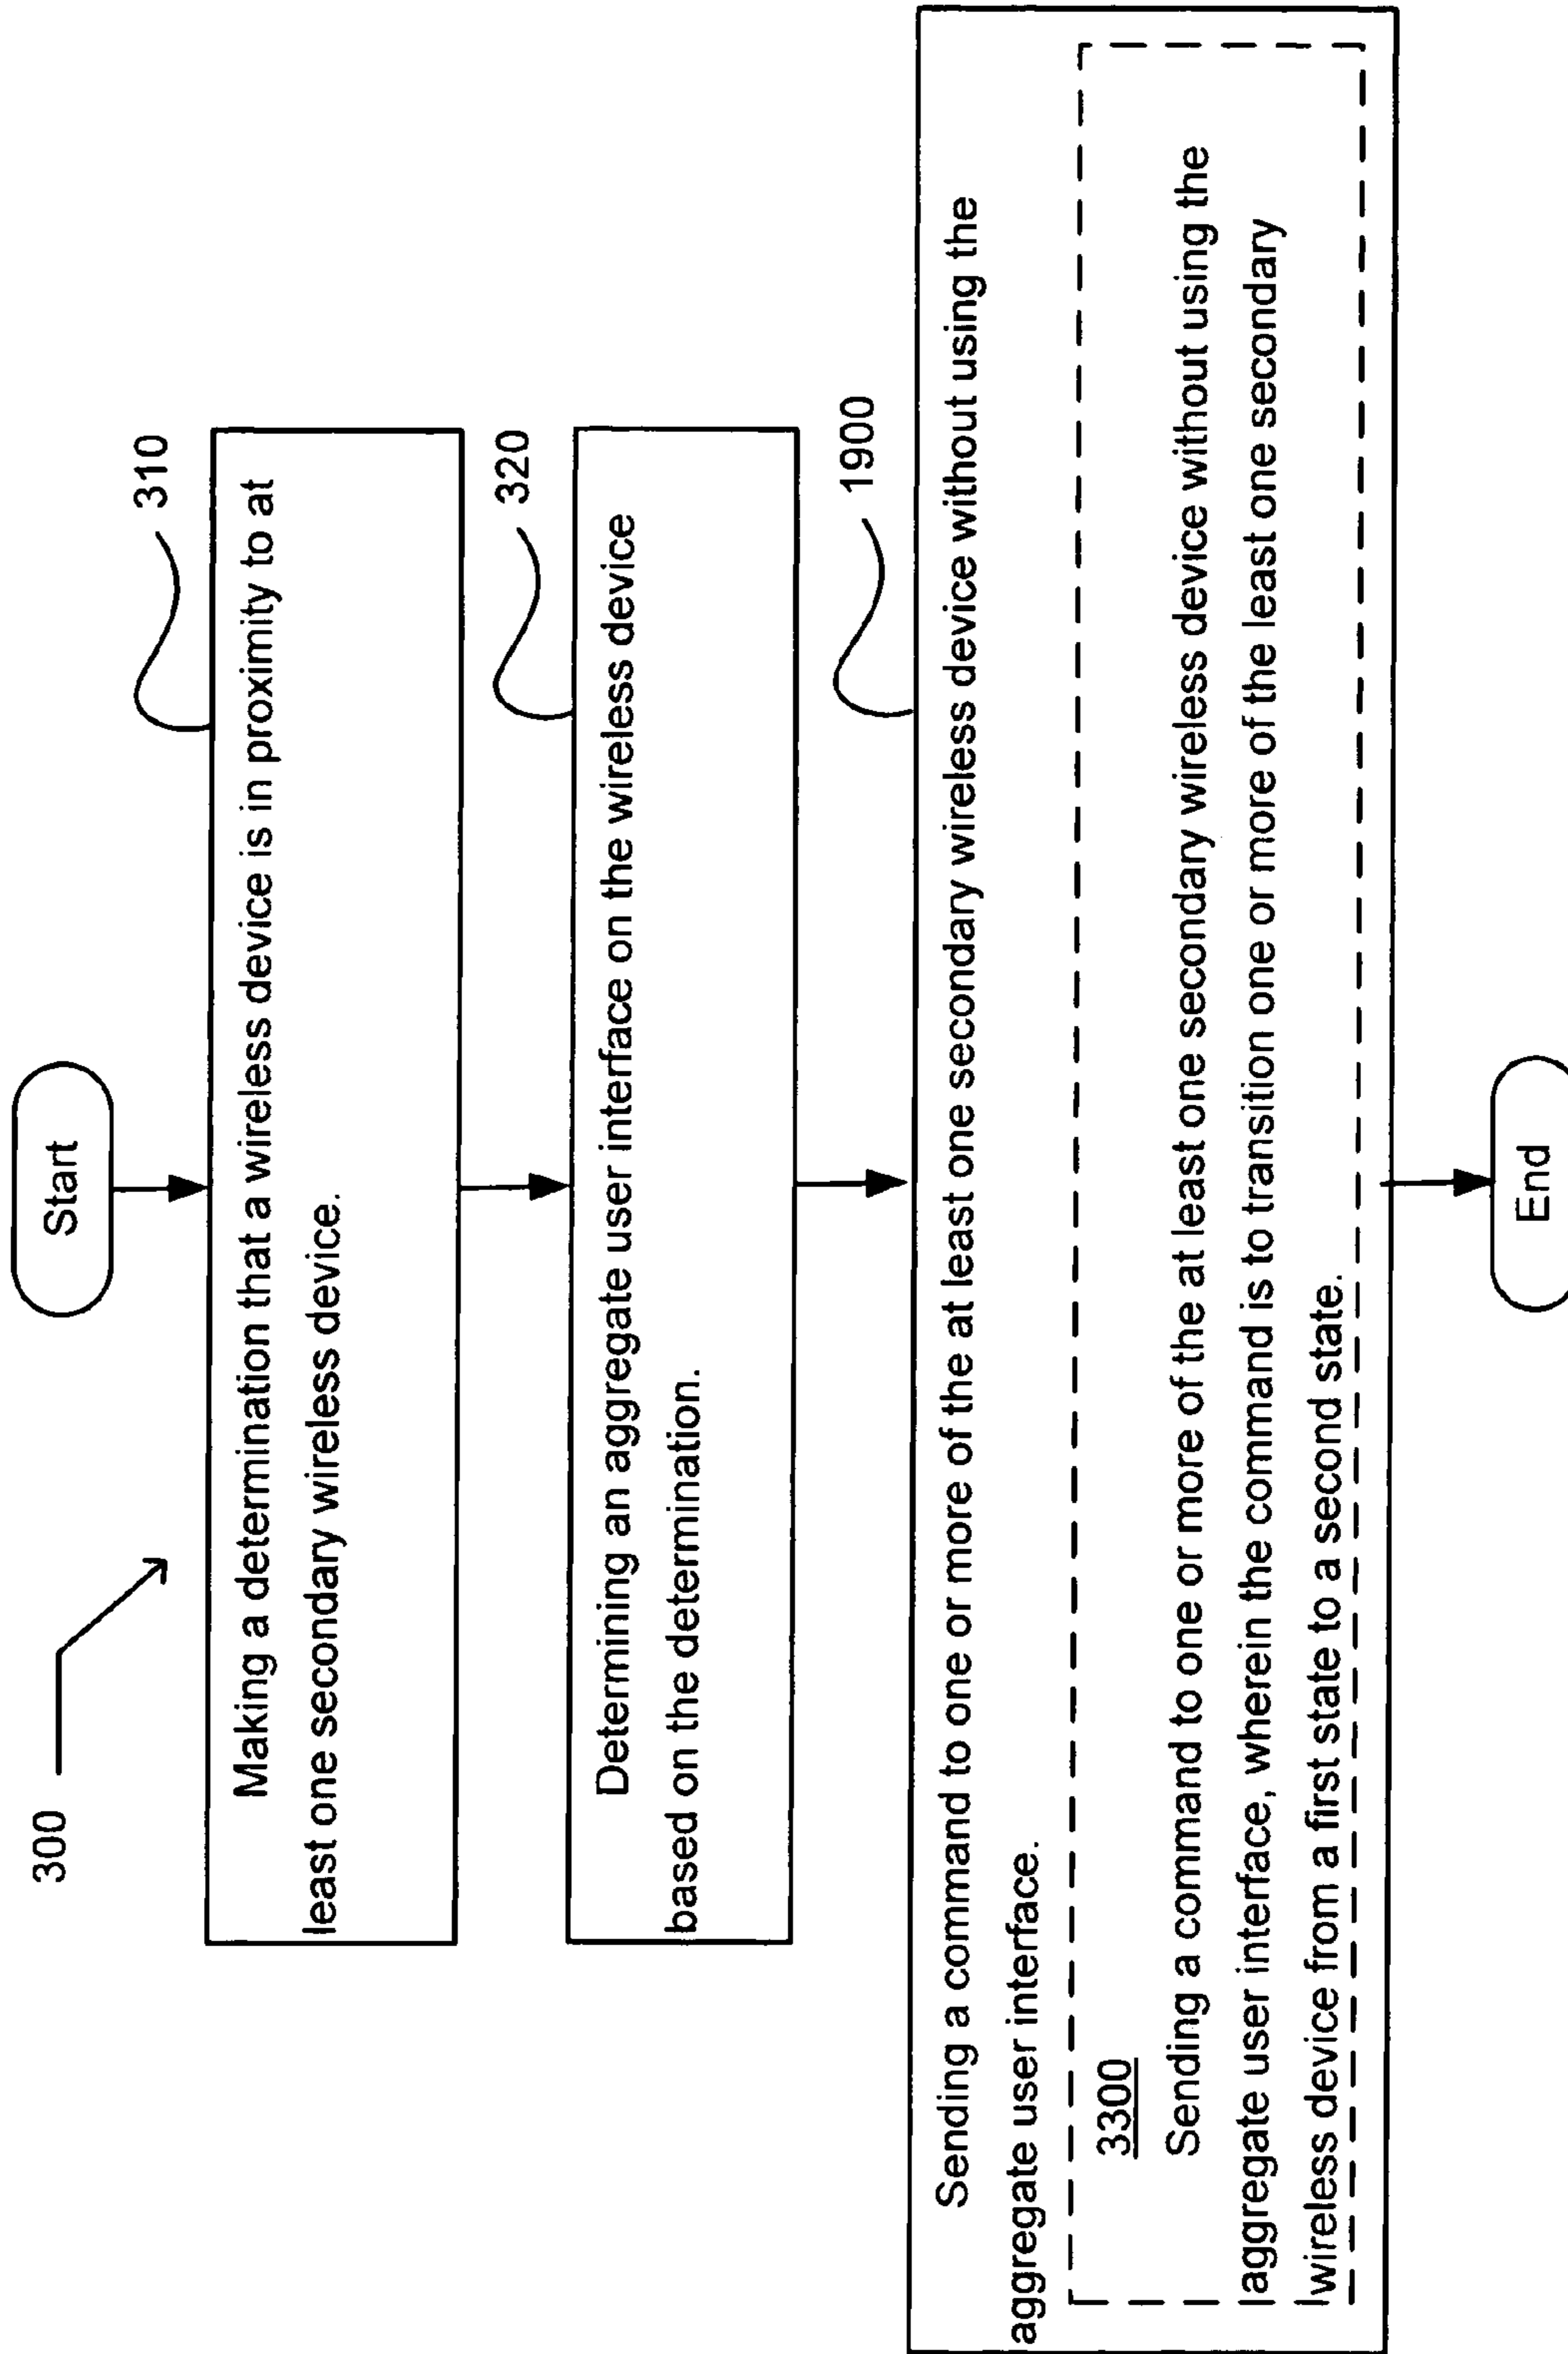 300
Start
310
Making a determination that a wireless device is in proximity to at
least one secondary wireless device.
320
Determining an aggregate user interface on the wireless device
based on the determination.
1900
Sending a command to one or more of the at least one secondary wireless device without using the
aggregate user interface.
3300
Sending a command to one or more of the at least one secondary wireless device without using the
aggregate user interface, wherein the command is to transition one or more of the least one secondary
wireless device from a first state to a second state.
End